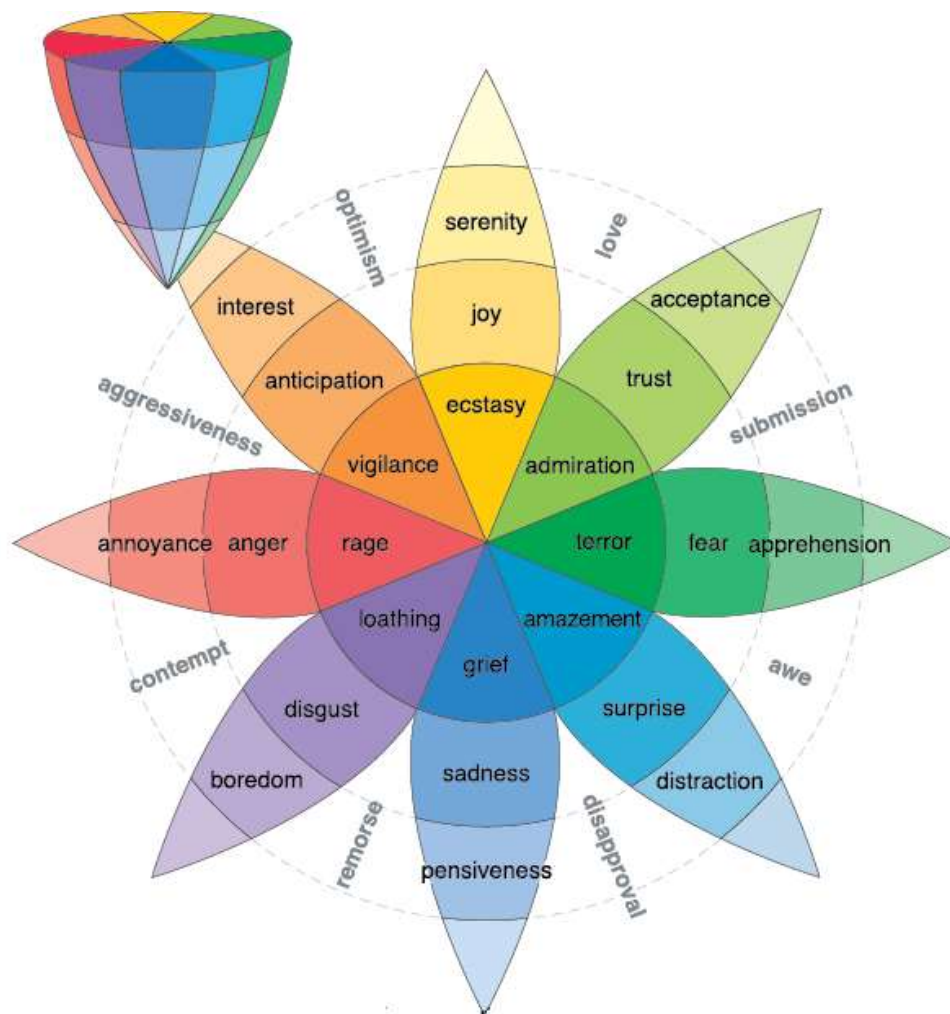 optimism
love
serenity
interest
acceptance
joy
anticipation
trust
aggressiveness
submission
ecstasy
vigilance
admiration
annoyance
anger
rage
terror
fear
apprehension
loathing
amazement
contempt
grief
awe
disgust
surprise
boredom
sadness
distraction
remorse
disapproval
pensiveness